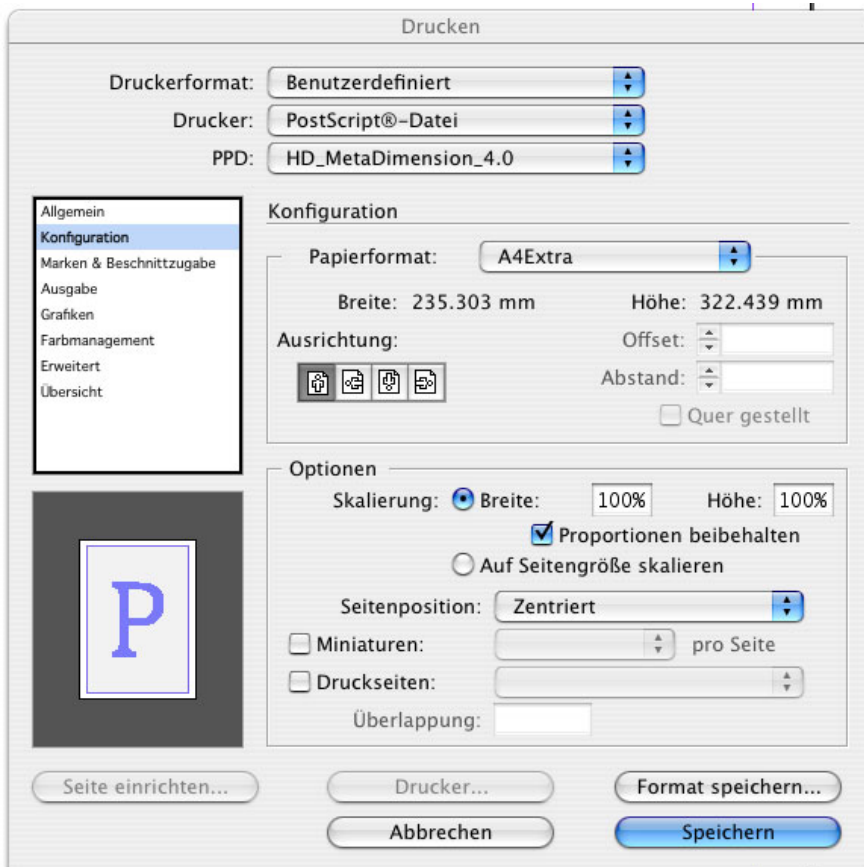 Drucken
Druckerformat: Benutzerdefiniert
Drucker: PostScript®-Datei
PPD: HD_MetaDimension_4.0
Allgemein
Konfiguration
Marken & Beschnittzugabe
Ausgabe
Grafiken
Farbmanagement
Erweitert
Übersicht
Konfiguration
Papierformat: A4Extra
Breite: 235.303 mm Höhe: 322.439 mm
Ausrichtung: Offset:
Abstand:
Quer gestellt
Optionen
Skalierung: Breite: 100% Höhe: 100%
Proportionen beibehalten
Auf Seitengröße skalieren
Seitenposition: Zentriert
Miniaturen: pro Seite
Druckseiten:
Überlappung:
P
Seite einrichten... Drucker... Format speichern...
Abbrechen Speichern